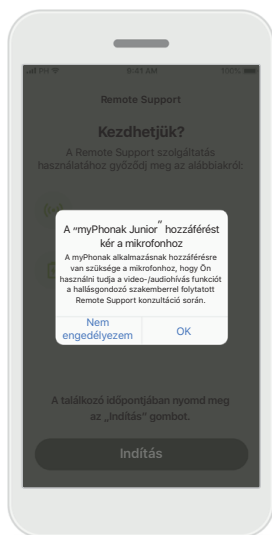 PH
9:41 AM
100%
Remote Support
Kezdhetjük?
A Remote Support szolgáltatás
használatához győződj meg az alábbiakról:
A "myPhonak Junior" hozzáférést
kér a mikrofonhoz
A myPhonak alkalmazásnak hozzáférésre
van szüksége a mikrofonhoz, hogy Ön
használni tudja a video-/audiohívás funkciót
a hallásgondozó szakemberrel folytatott
Remote Support konzultáció során.
Nem
engedélyezem
OK
A találkozó időpontjában nyomd meg
az „Indítás” gombot.
Indítás